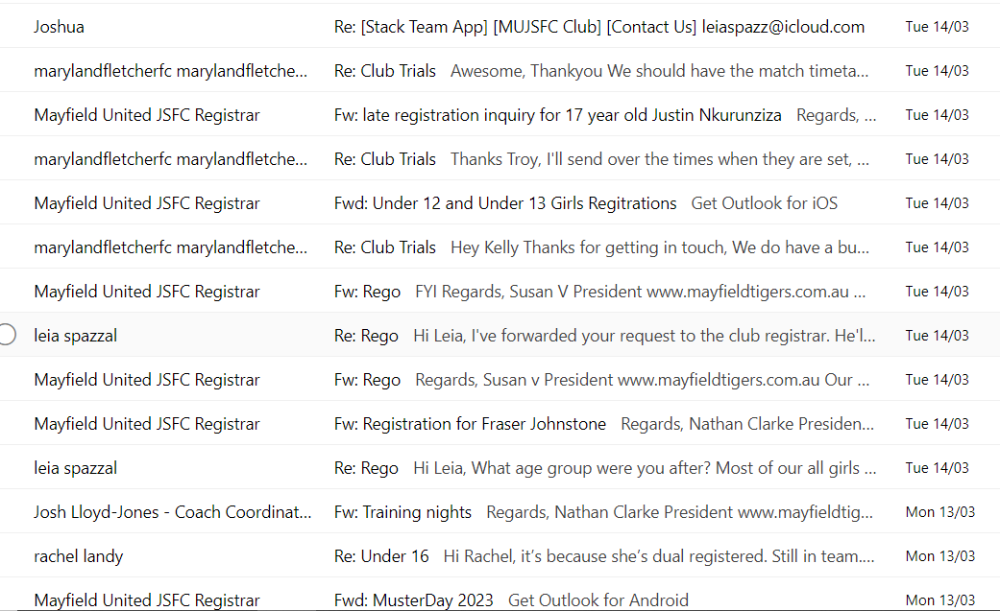 Joshua Re: [Stack Team App] [MUJSFC Club] [Contact Us] leiaspazz@icloud.com Tue 14/03
marylandfletcherfc marylandfletche... Re: Club Trials Awesome, Thankyou We should have the match timeta... Tue 14/03
Mayfield United JSFC Registrar Fw: late registration inquiry for 17 year old Justin Nkurunziza Regards, ... Tue 14/03
marylandfletcherfc marylandfletche... Re: Club Trials Thanks Troy, I'll send over the times when they are set, ... Tue 14/03
Mayfield United JSFC Registrar Fwd: Under 12 and Under 13 Girls Regitrations Get Outlook for iOS Tue 14/03
marylandfletcherfc marylandfletche... Re: Club Trials Hey Kelly Thanks for getting in touch, We do have a bu... Tue 14/03
Mayfield United JSFC Registrar Fw: Rego FYI Regards, Susan V President www.mayfieldtigers.com.au ... Tue 14/03
leia spazzal Re: Rego Hi Leia, I've forwarded your request to the club registrar. He'l... Tue 14/03
Mayfield United JSFC Registrar Fw: Rego Regards, Susan v President www.mayfieldtigers.com.au Our ... Tue 14/03
Mayfield United JSFC Registrar Fw: Registration for Fraser Johnstone Regards, Nathan Clarke Presiden... Tue 14/03
leia spazzal Re: Rego Hi Leia, What age group were you after? Most of our all girls ... Tue 14/03
Josh Lloyd-Jones - Coach Coordinat... Fw: Training nights Regards, Nathan Clarke President www.mayfieldtig... Mon 13/03
rachel landy Re: Under 16 Hi Rachel, it's because she's dual registered. Still in team.... Mon 13/03
Mayfield United JSFC Registrar Fwd: MusterDay 2023 Get Outlook for Android Mon 13/03